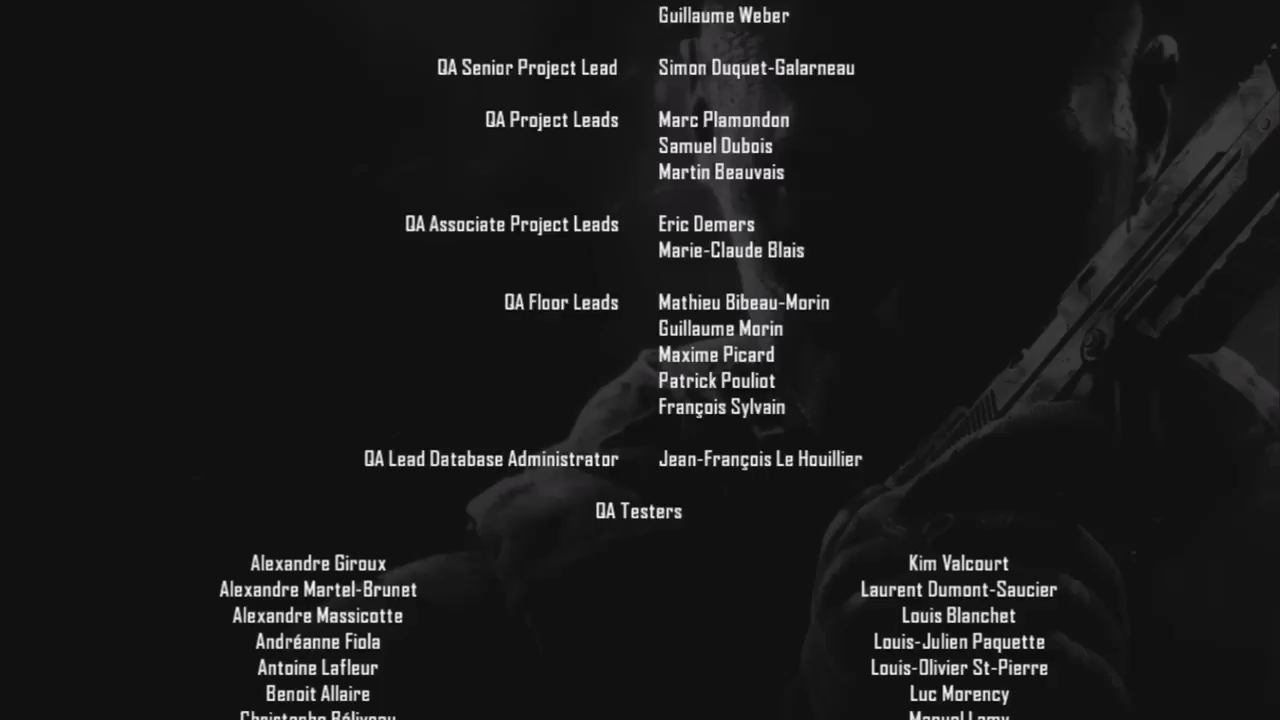 Guillaume Weber
QA Senior Project Lead Simon Duquet-Galarneau
QA Project Leads Marc Plamondon
Samuel Dubois
Martin Beauvais
QA Associate Project Leads Eric Demers
Marie-Claude Blais
QA Floor Leads Mathieu Bibeau-Morin
Guillaume Morin
Maxime Picard
Patrick Pouliot
François Sylvain
QA Lead Database Administrator Jean-François Le Houillier
QA Testers
Alexandre Giroux Kim Valcourt
Alexandre Martel-Brunet Laurent Dumont-Saucier
Alexandre Massicotte Louis Blanchet
Andréanne Fiola Louis-Julien Paquette
Antoine Lafleur Louis-Olivier St-Pierre
Benoit Allaire Luc Morency
Christophe Béliveau Manuel Lamy